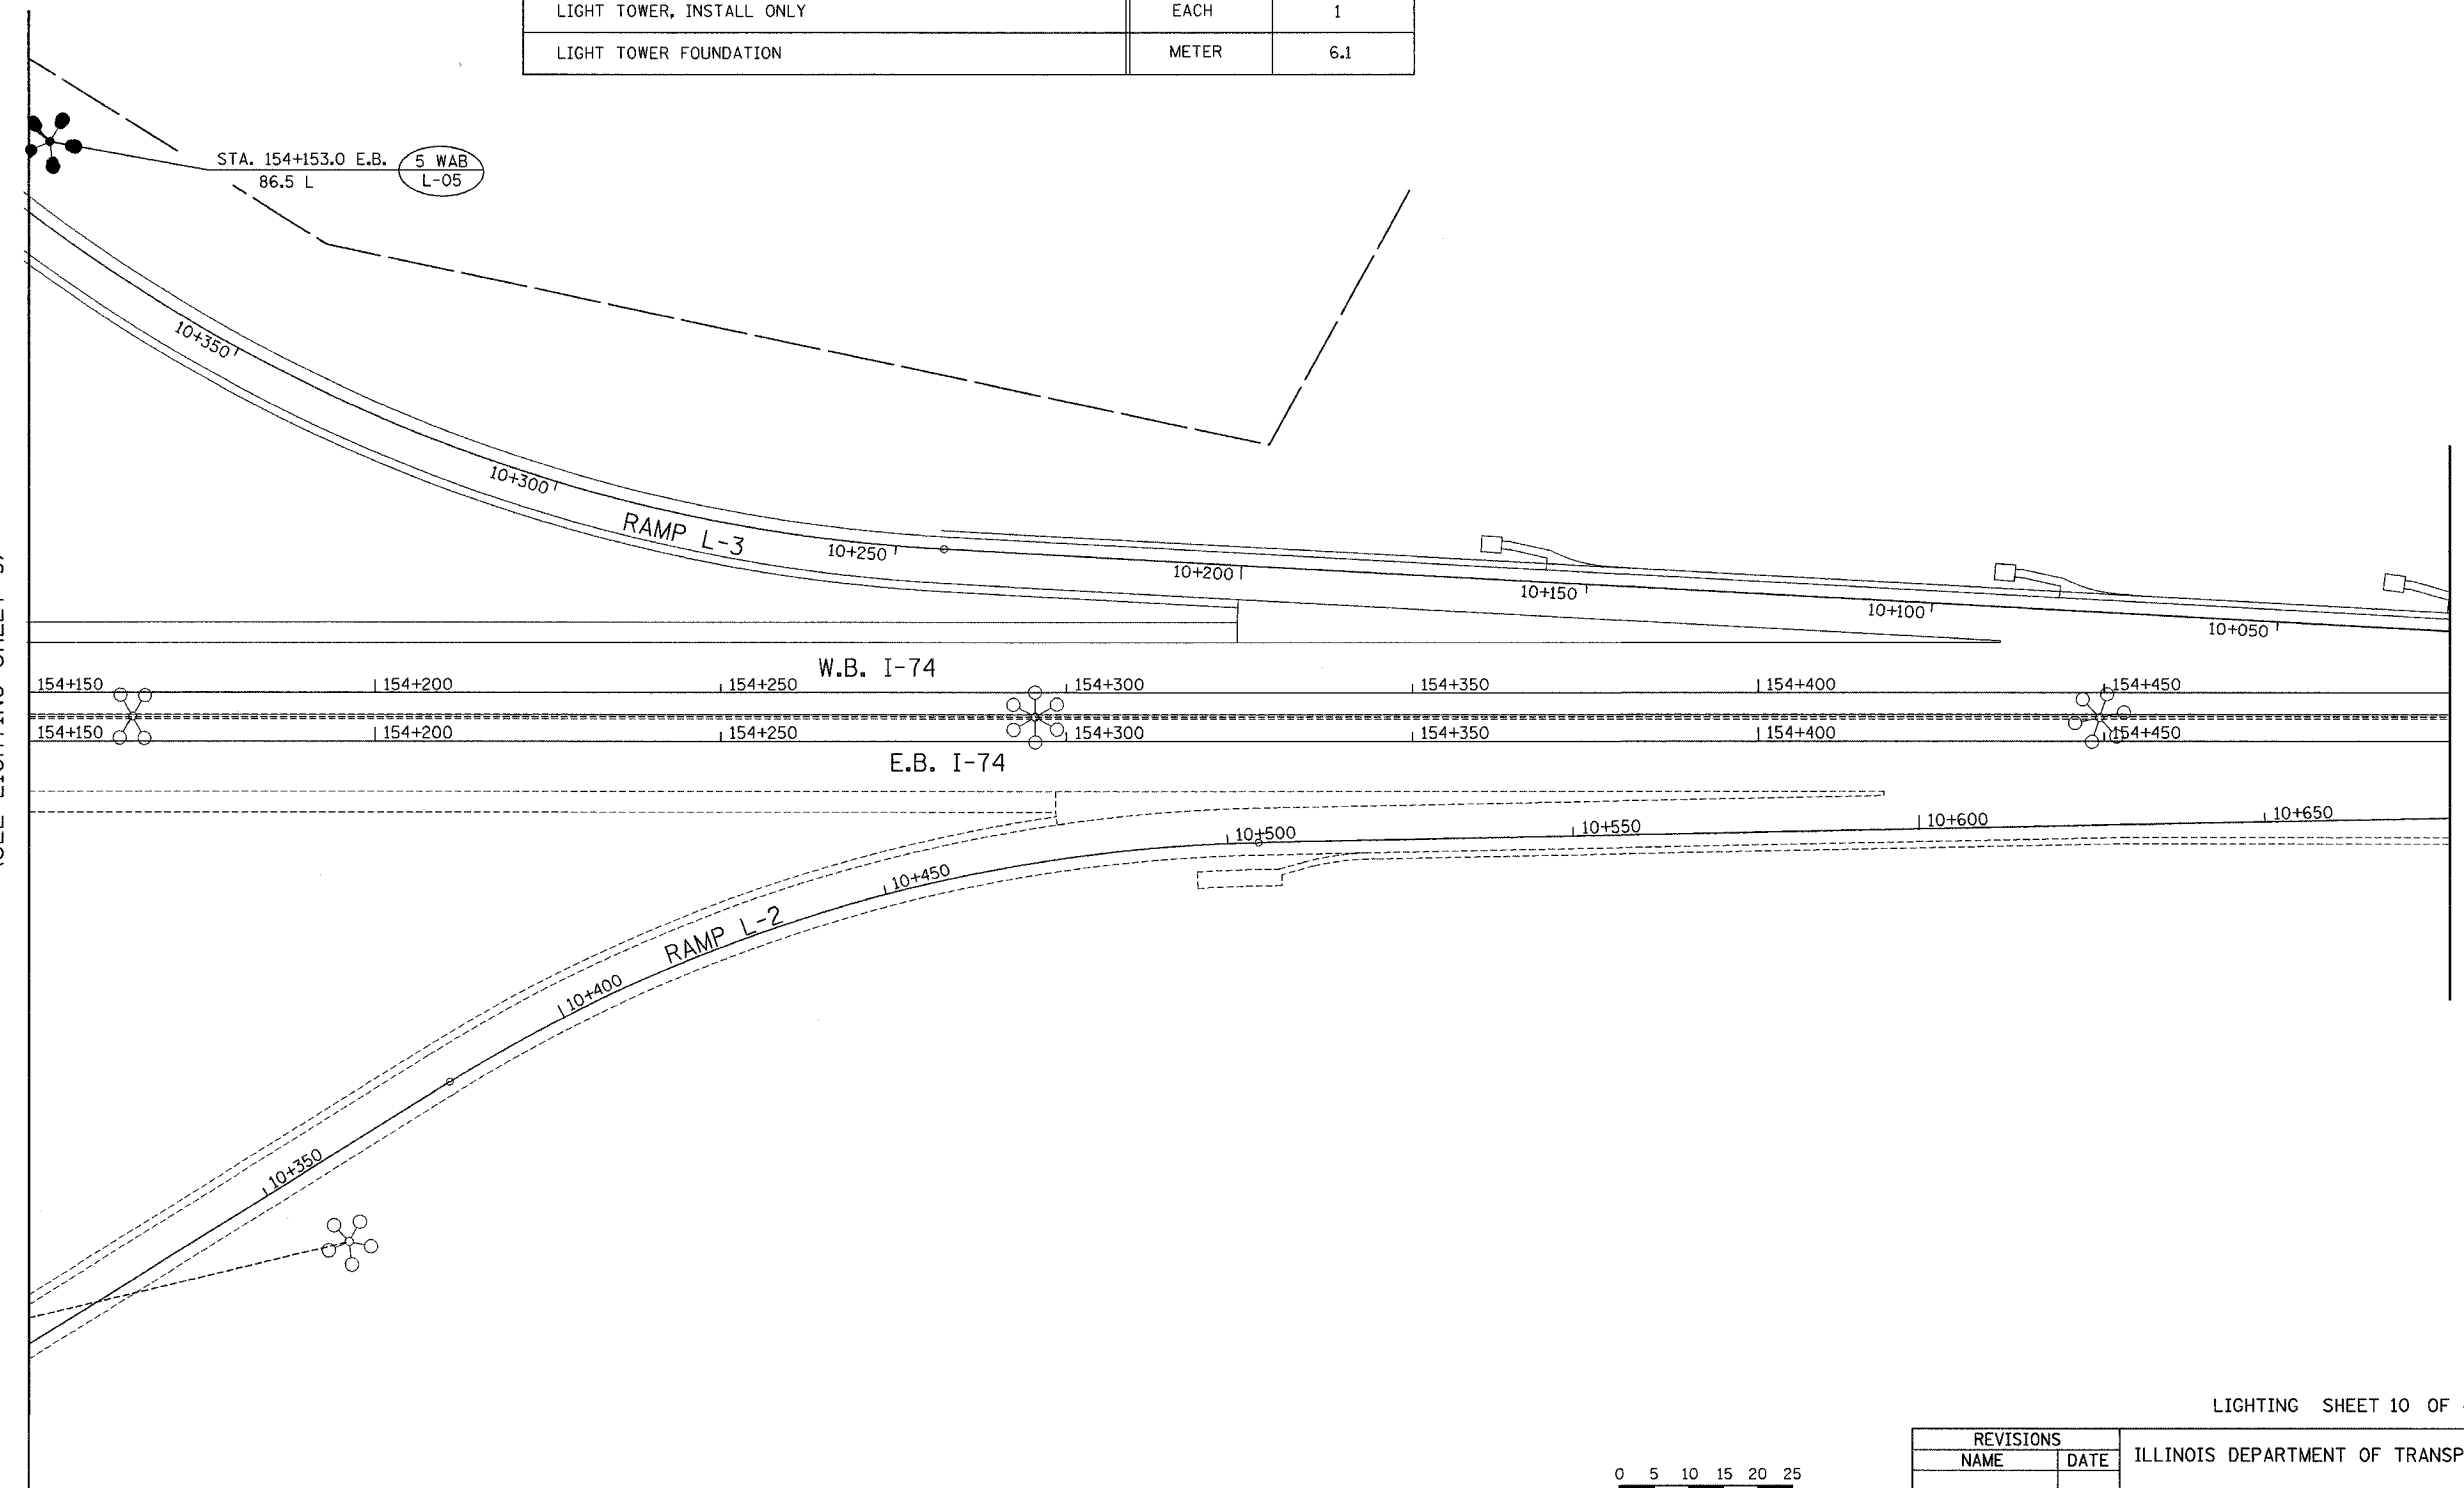 LIGHT TOWER, INSTALL ONLY EACH 1
LIGHT TOWER FOUNDATION METER 6.1
STA. 154+153.0 E.B.
86.5 L
5 WAB
L-05
10+350
10+300
RAMP L-3
10+250
10+200
10+150
10+100
10+050
W.B. I-74
154+150 154+200 154+250 154+300 154+350 154+400 154+450
154+150 154+200 154+250 154+300 154+350 154+400 154+450
E.B. I-74
10+500
10+550
10+600
10+650
10+450
RAMP L-2
10+400
10+350
LIGHTING SHEET 10 OF
REVISIONS
NAME DATE
ILLINOIS DEPARTMENT OF TRANSP
0 5 10 15 20 25